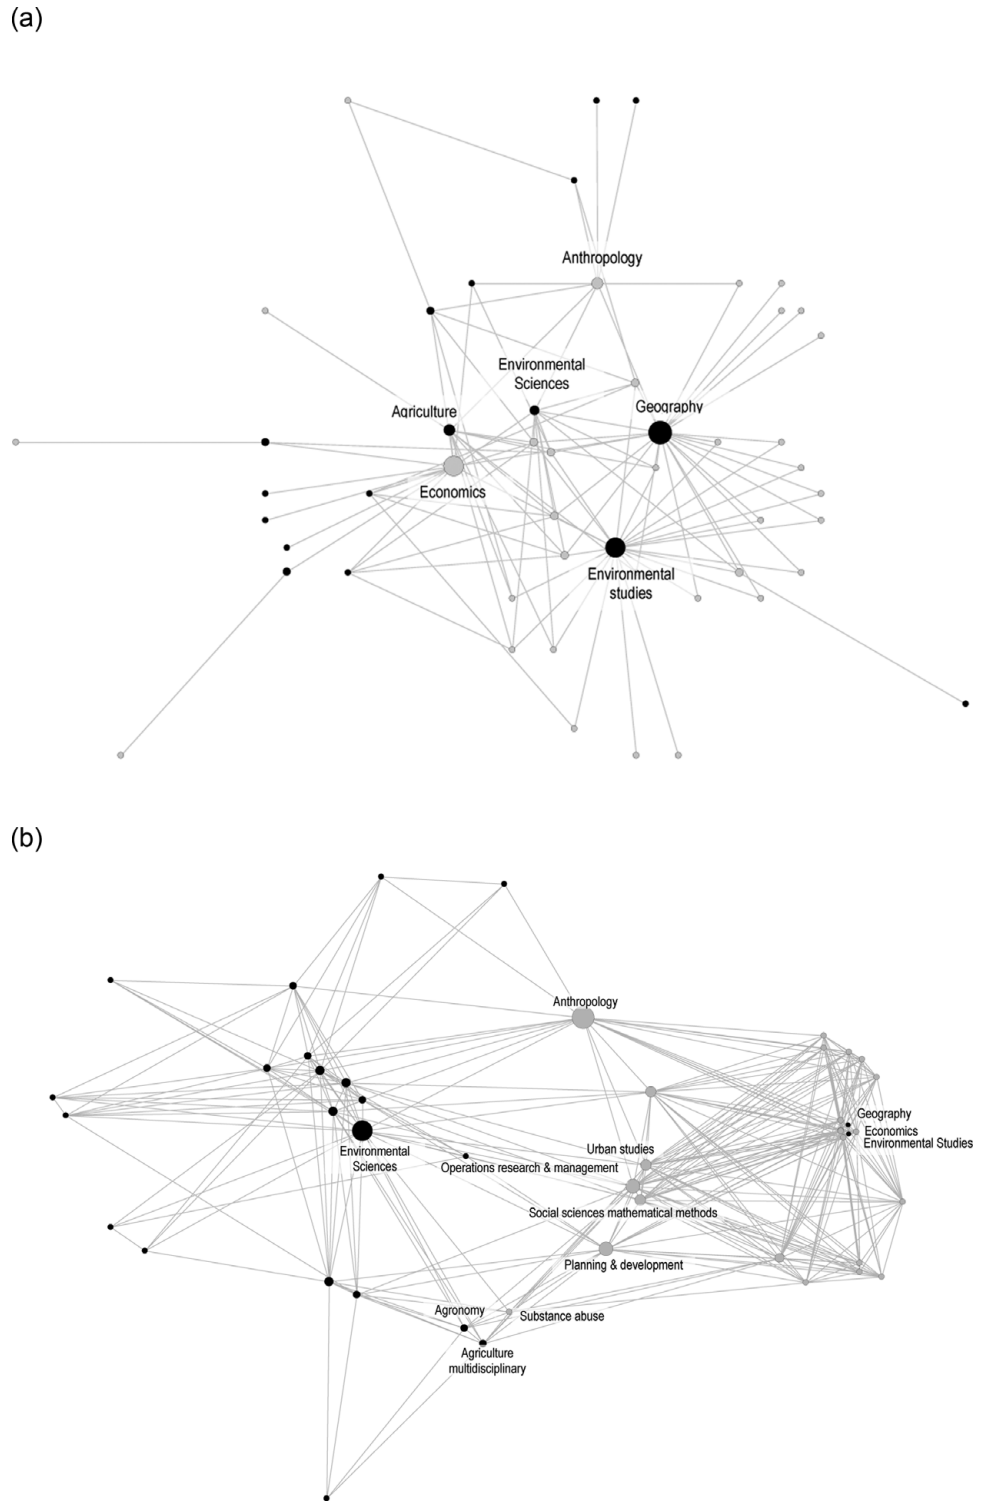 (a)
Anthropology
Environmental
Sciences
Geography
Agriculture
Economics
Environmental
studies
(b)
Anthropology
Geography
Economics
Environmental Studies
Urban studies
Environmental
Sciences
Operations research & management
Social sciences mathematical methods
Planning & development
Agronomy
Substance abuse
Agriculture
multidisciplinary